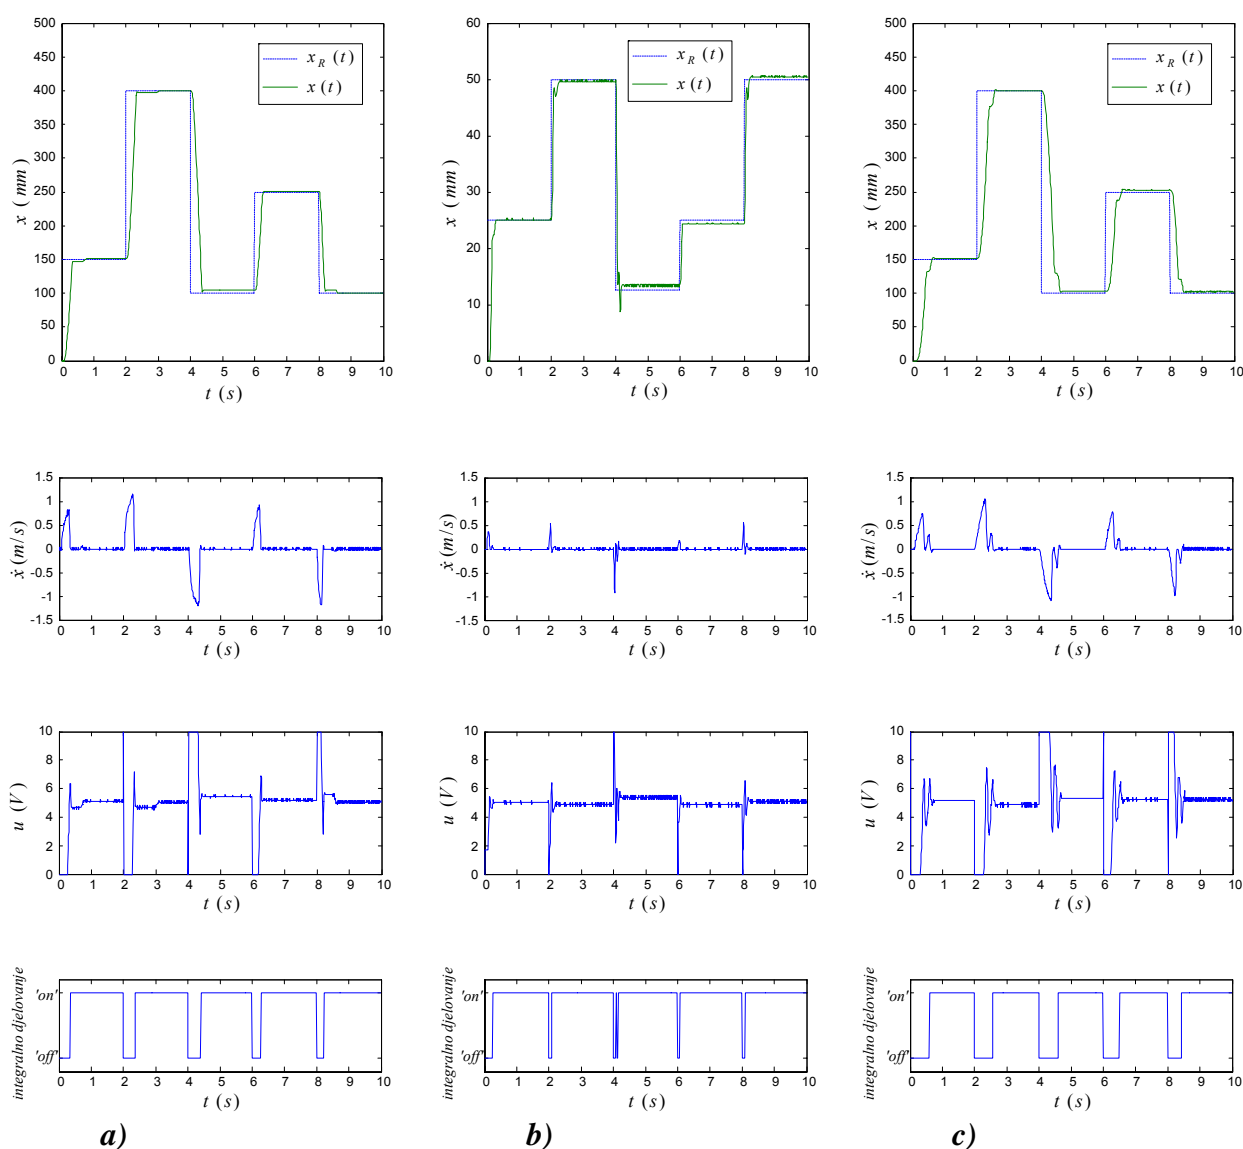 500
450
400
350
300
250
200
150
100
50
0
x (mm)
x_R (t)
x (t)
0 1 2 3 4 5 6 7 8 9 10
t (s)
60
50
40
30
20
10
0
x (mm)
x_R (t)
x (t)
0 1 2 3 4 5 6 7 8 9 10
t (s)
500
450
400
350
300
250
200
150
100
50
0
x (mm)
x_R (t)
x (t)
0 1 2 3 4 5 6 7 8 9 10
t (s)
1.5
1
0.5
0
-0.5
-1
-1.5
ẋ (m/s)
0 1 2 3 4 5 6 7 8 9 10
t (s)
1.5
1
0.5
0
-0.5
-1
-1.5
ẋ (m/s)
0 1 2 3 4 5 6 7 8 9 10
t (s)
1.5
1
0.5
0
-0.5
-1
-1.5
ẋ (m/s)
0 1 2 3 4 5 6 7 8 9 10
t (s)
10
8
6
4
2
0
u (V)
0 1 2 3 4 5 6 7 8 9 10
t (s)
10
8
6
4
2
0
u (V)
0 1 2 3 4 5 6 7 8 9 10
t (s)
10
8
6
4
2
0
u (V)
0 1 2 3 4 5 6 7 8 9 10
t (s)
integralno djelovanje
'on'
'off'
0 1 2 3 4 5 6 7 8 9 10
t (s)
integralno djelovanje
'on'
'off'
0 1 2 3 4 5 6 7 8 9 10
t (s)
integralno djelovanje
'on'
'off'
0 1 2 3 4 5 6 7 8 9 10
t (s)
a)
b)
c)